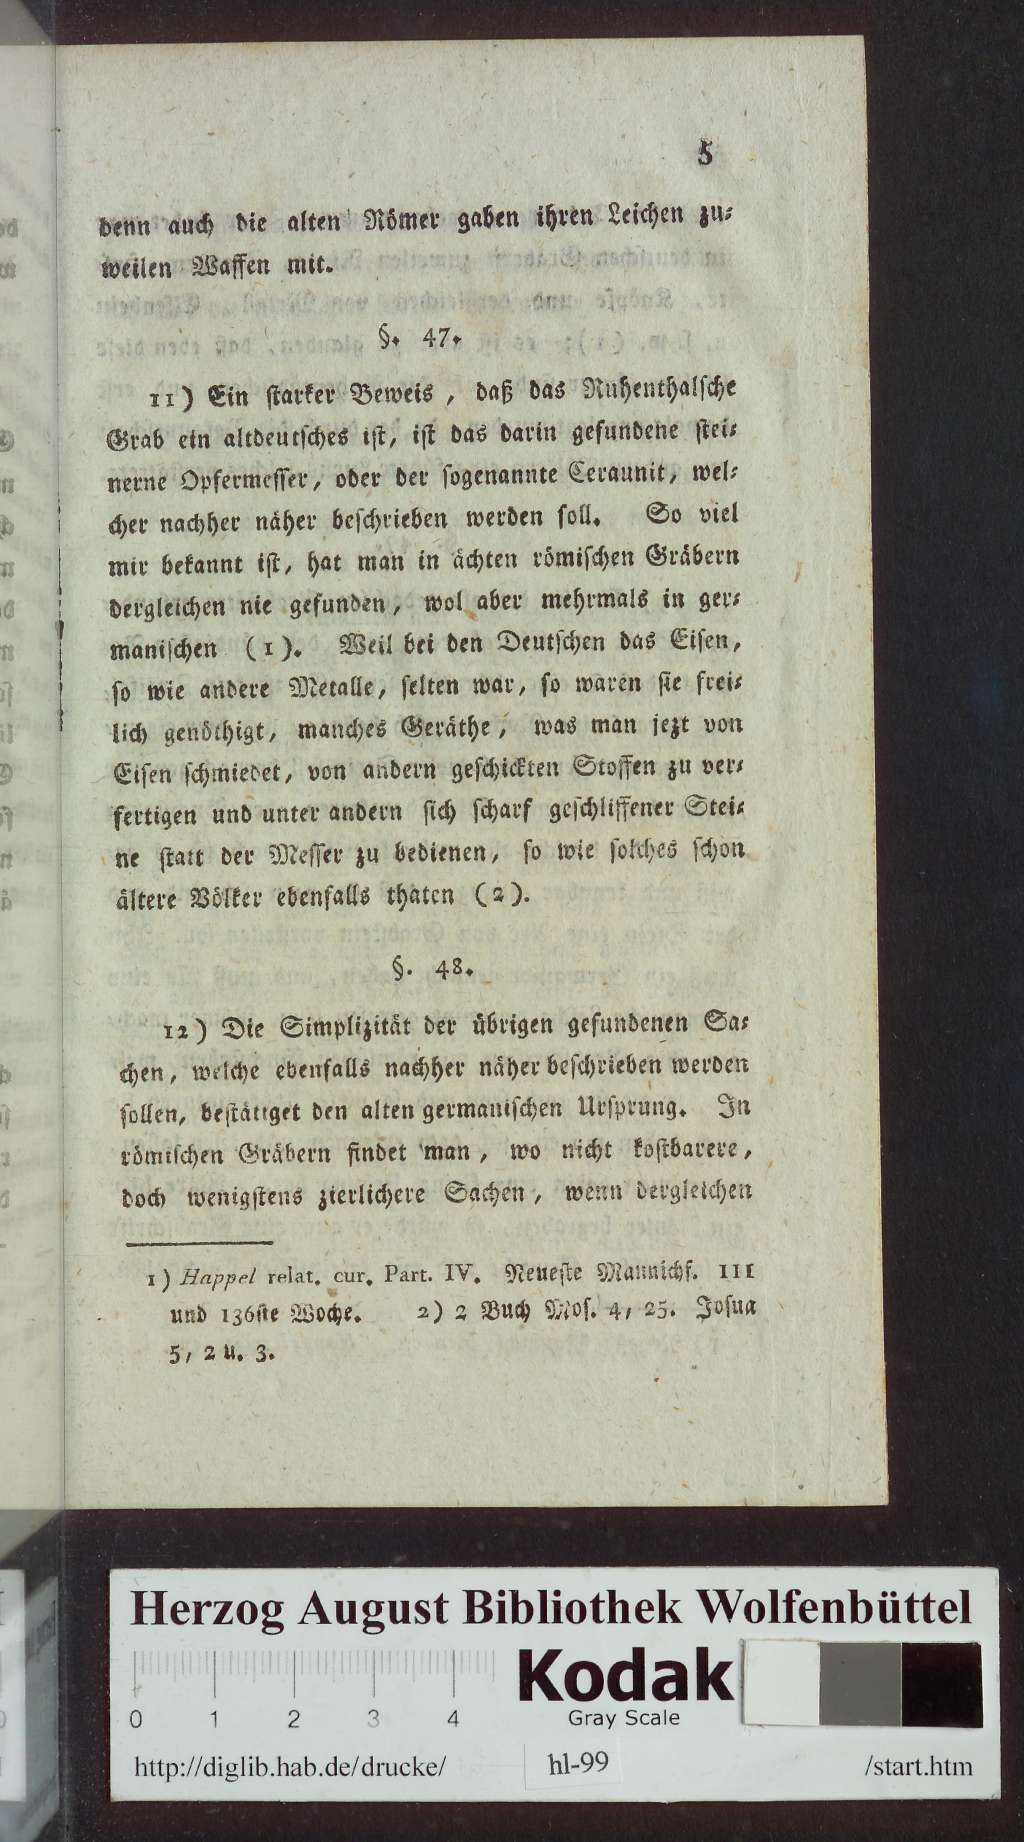 5
denn auch die alten Römer gaben ihren Leichen zu⸗
weilen Waffen mit.
§. 47.
11) Ein starker Beweis, daß das Ruhenthalsche
Grab ein altdeutsches ist, ist das darin gefundene stei⸗
nerne Opfermesser, oder der sogenannte Ceraunit, wel⸗
cher nachher näher beschrieben werden soll. So viel
mir bekannt ist, hat man in ächten römischen Gräbern
dergleichen nie gefunden, wol aber mehrmals in ger⸗
manischen (1). Weil bei den Deutschen das Eisen,
so wie andere Metalle, selten war, so waren sie frei⸗
lich genöthigt, manches Geräthe, was man jezt von
Eisen schmiedet, von andern geschickten Stoffen zu ver⸗
fertigen und unter andern sich scharf geschliffener Stei⸗
ne statt der Messer zu bedienen, so wie solches schon
ältere Völker ebenfalls thaten (2).
§. 48.
12) Die Simplizität der übrigen gefundenen Sa⸗
chen, welche ebenfalls nachher näher beschrieben werden
sollen, bestätiget den alten germanischen Ursprung. In
römischen Gräbern findet man, wo nicht kostbarere,
doch wenigstens zierlichere Sachen, wenn dergleichen
1) Happel relat. cur. Part. IV. Neueste Mannichf. 111
und 136ste Woche. 2) 2 Buch Mos. 4, 25. Josua
5, 2 u. 3.
Herzog August Bibliothek Wolfenbüttel
Kodak
0 1 2 3 4 Gray Scale
http://diglib.hab.de/drucke/ hl-99 /start.htm